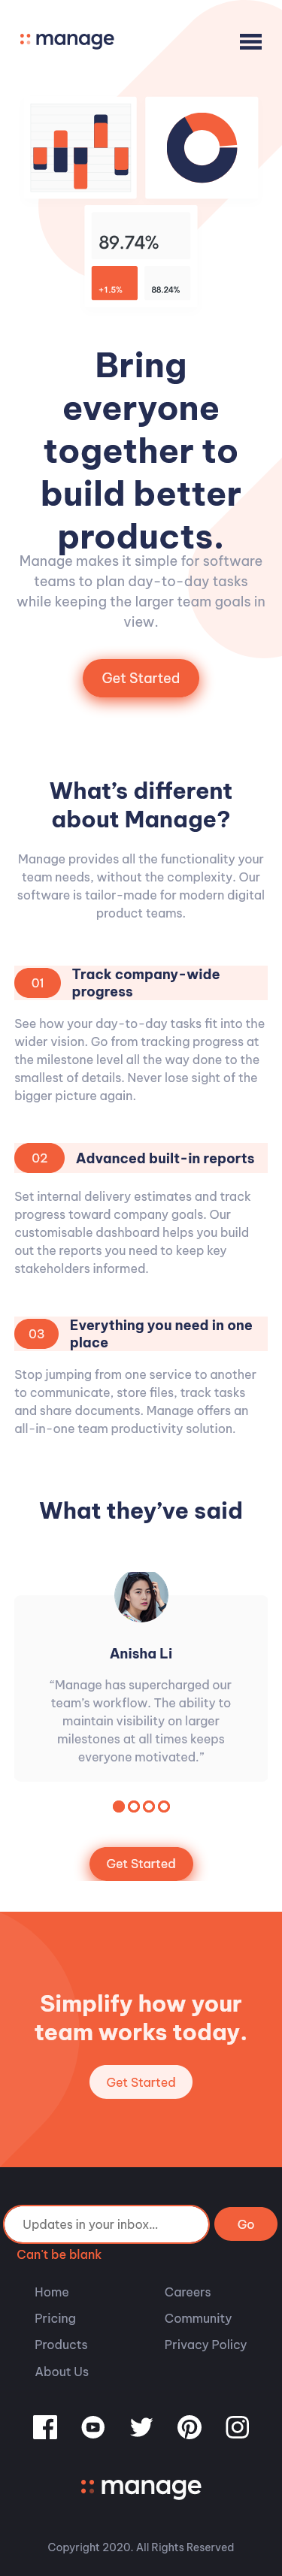 manage
89.74%
+1.5%
88.24%
Bring
everyone
together to
build better
products.
Manage makes it simple for software
teams to plan day-to-day tasks
while keeping the larger team goals in
view.
Get Started
What’s different
about Manage?
Manage provides all the functionality your
team needs, without the complexity. Our
software is tailor-made for modern digital
product teams.
01
Track company-wide
progress
See how your day-to-day tasks fit into the
wider vision. Go from tracking progress at
the milestone level all the way done to the
smallest of details. Never lose sight of the
bigger picture again.
02
Advanced built-in reports
Set internal delivery estimates and track
progress toward company goals. Our
customisable dashboard helps you build
out the reports you need to keep key
stakeholders informed.
03
Everything you need in one
place
Stop jumping from one service to another
to communicate, store files, track tasks
and share documents. Manage offers an
all-in-one team productivity solution.
What they’ve said
Anisha Li
“Manage has supercharged our
team’s workflow. The ability to
maintain visibility on larger
milestones at all times keeps
everyone motivated.”
Get Started
Simplify how your
team works today.
Get Started
Updates in your inbox...
Go
Can't be blank
Home
Careers
Pricing
Community
Products
Privacy Policy
About Us
manage
Copyright 2020. All Rights Reserved